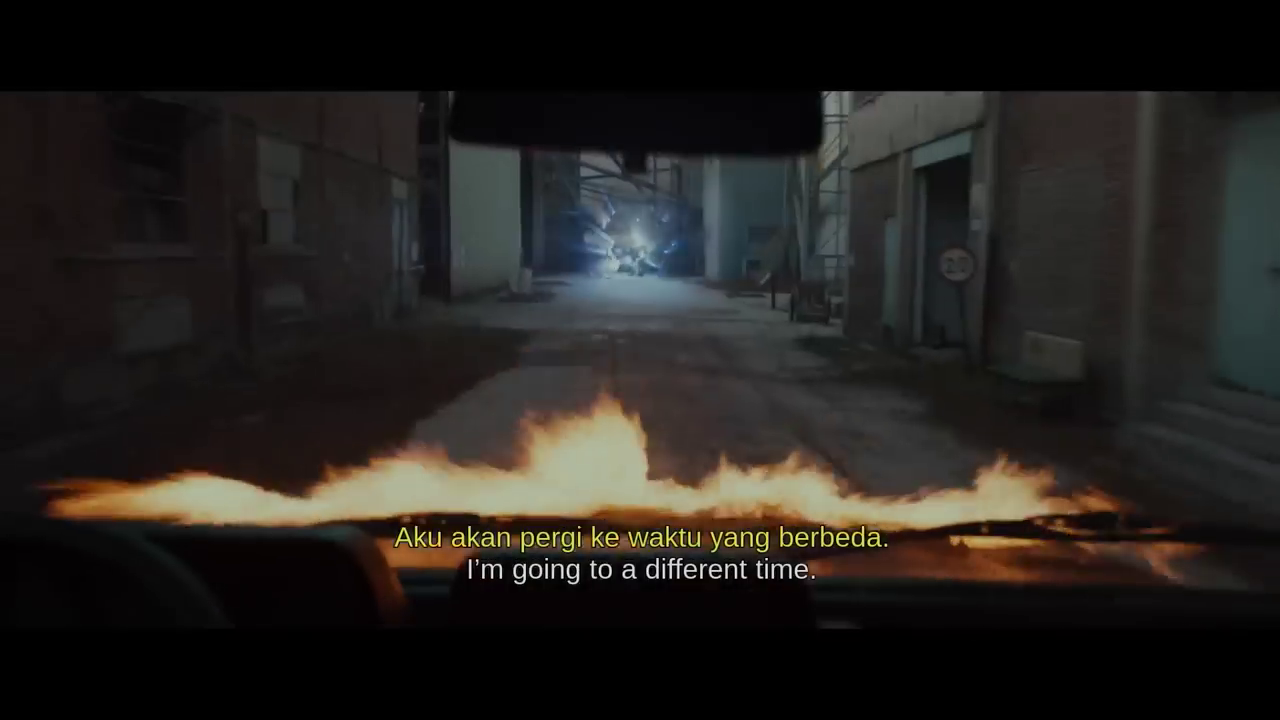 Aku akan pergi ke waktu yang berbeda.
I'm going to a different time.